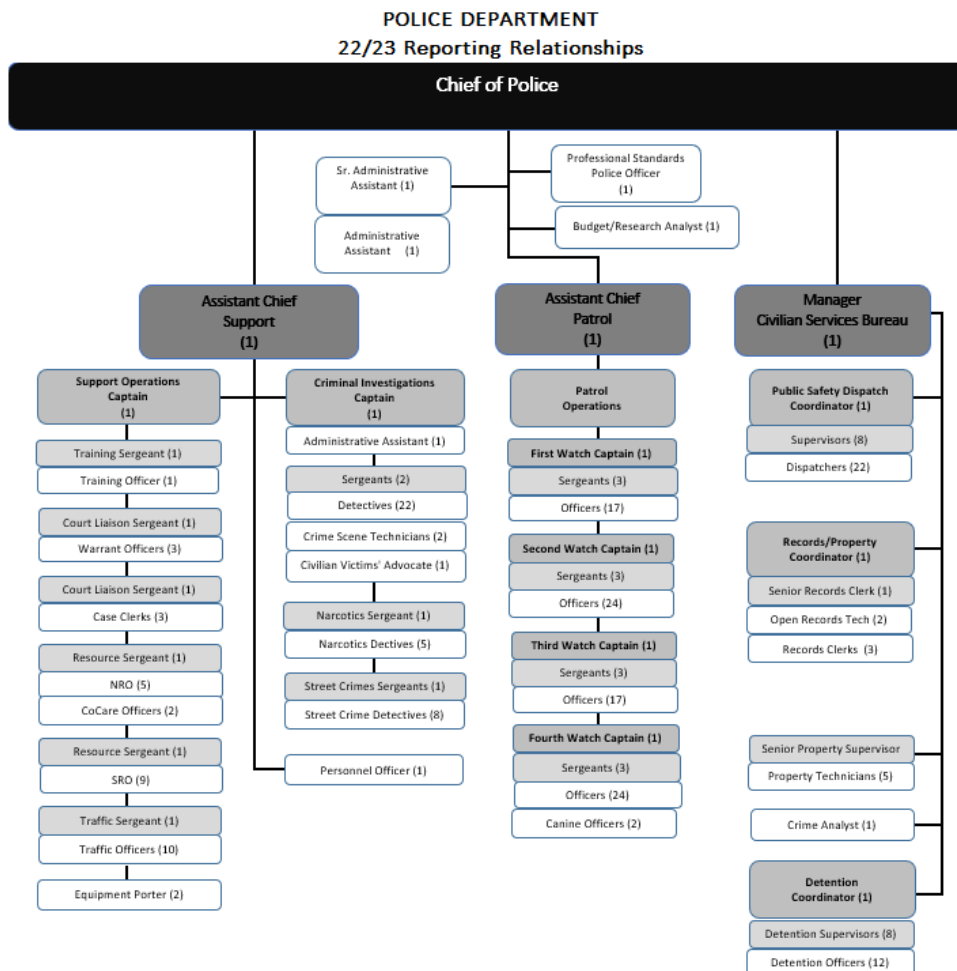 POLICE DEPARTMENT
22/23 Reporting Relationships
Chief of Police
Sr. Administrative
Assistant (1)
Administrative
Assistant (1)
Professional Standards
Police Officer
(1)
Budget/Research Analyst (1)
Assistant Chief
Support
(1)
Support Operations
Captain
(1)
Training Sergeant (1)
Training Officer (1)
Court Liaison Sergeant (1)
Warrant Officers (3)
Court Liaison Sergeant (1)
Case Clerks (3)
Resource Sergeant (1)
NRO (5)
CoCare Officers (2)
Resource Sergeant (1)
SRO (9)
Traffic Sergeant (1)
Traffic Officers (10)
Equipment Porter (2)
Criminal Investigations
Captain
(1)
Administrative Assistant (1)
Sergeants (2)
Detectives (22)
Crime Scene Technicians (2)
Civilian Victims' Advocate (1)
Narcotics Sergeant (1)
Narcotics Dectives (5)
Street Crimes Sergeants (1)
Street Crime Detectives (8)
Personnel Officer (1)
Assistant Chief
Patrol
(1)
Patrol
Operations
First Watch Captain (1)
Sergeants (3)
Officers (17)
Second Watch Captain (1)
Sergeants (3)
Officers (24)
Third Watch Captain (1)
Sergeants (3)
Officers (17)
Fourth Watch Captain (1)
Sergeants (3)
Officers (24)
Canine Officers (2)
Manager
Civilian Services Bureau
(1)
Public Safety Dispatch
Coordinator (1)
Supervisors (8)
Dispatchers (22)
Records/Property
Coordinator (1)
Senior Records Clerk (1)
Open Records Tech (2)
Records Clerks (3)
Senior Property Supervisor
Property Technicians (5)
Crime Analyst (1)
Detention
Coordinator (1)
Detention Supervisors (8)
Detention Officers (12)